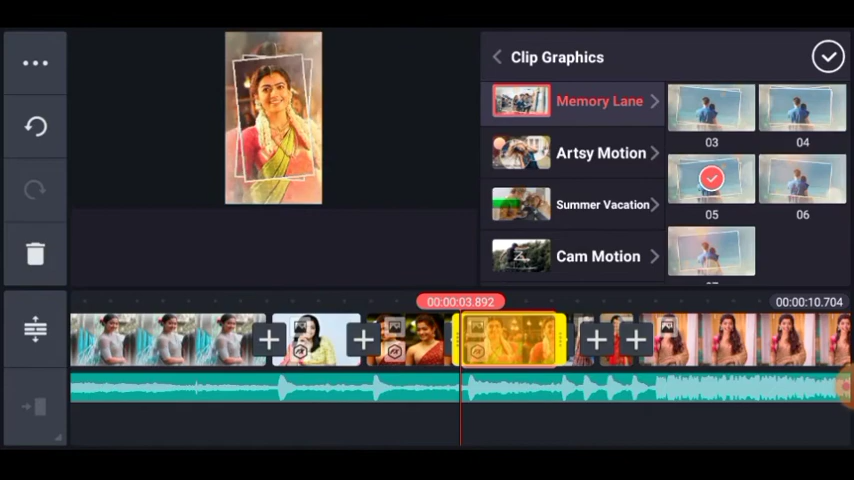 Clip Graphics
Memory Lane
03
04
Artsy Motion
05
06
Summer Vacation
Cam Motion
00:00:03.892
00:00:10.704